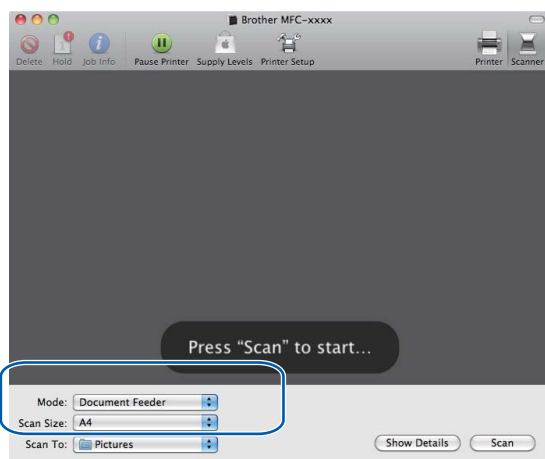 Brother MFC-xxxx
Delete Hold Job Info Pause Printer Supply Levels Printer Setup Printer Scanner
Press “Scan” to start...
Mode: Document Feeder
Scan Size: A4
Scan To: Pictures Show Details Scan